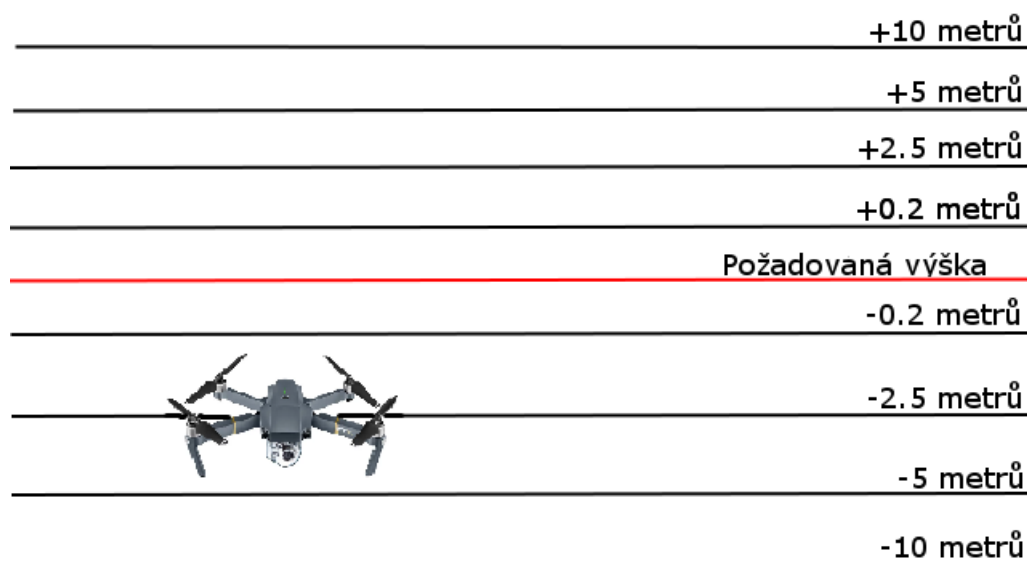 +10 metrů
+5 metrů
+2.5 metrů
+0.2 metrů
Požadovaná výška
-0.2 metrů
-2.5 metrů
-5 metrů
-10 metrů